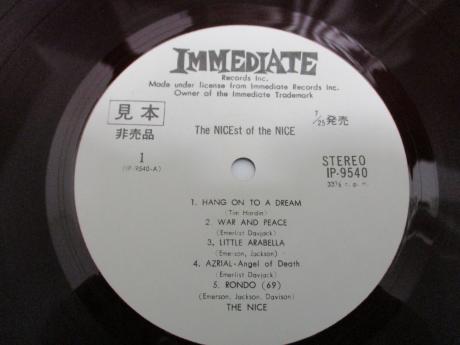 IMMEDIATE
Records Inc.
Made under license from Immediate Records Inc.
Owner of the Immediate Trademark
見本
非売品
7/25発売
The NICEst of the NICE
1
(IP-9540-A)
STEREO
IP-9540
33⅓ r.p.m.
1. HANG ON TO A DREAM
(Tim Hardin)
2. WAR AND PEACE
(Emerlist Davjack)
3. LITTLE ARABELLA
(Emerson, Jackson)
4. AZRIAL-Angel of Death
(Emerlist Davjack)
5. RONDO (69)
(Emerson, Jackson, Davison)
THE NICE